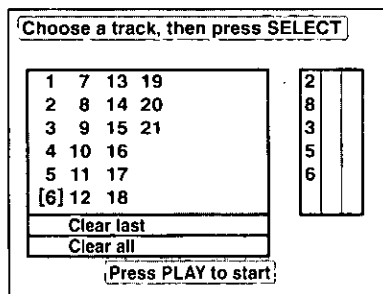 Choose a track, then press SELECT
1 7 13 19
2 8 14 20
3 9 15 21
4 10 16
5 11 17
[6] 12 18
Clear last
Clear all
2
8
3
5
6
Press PLAY to start